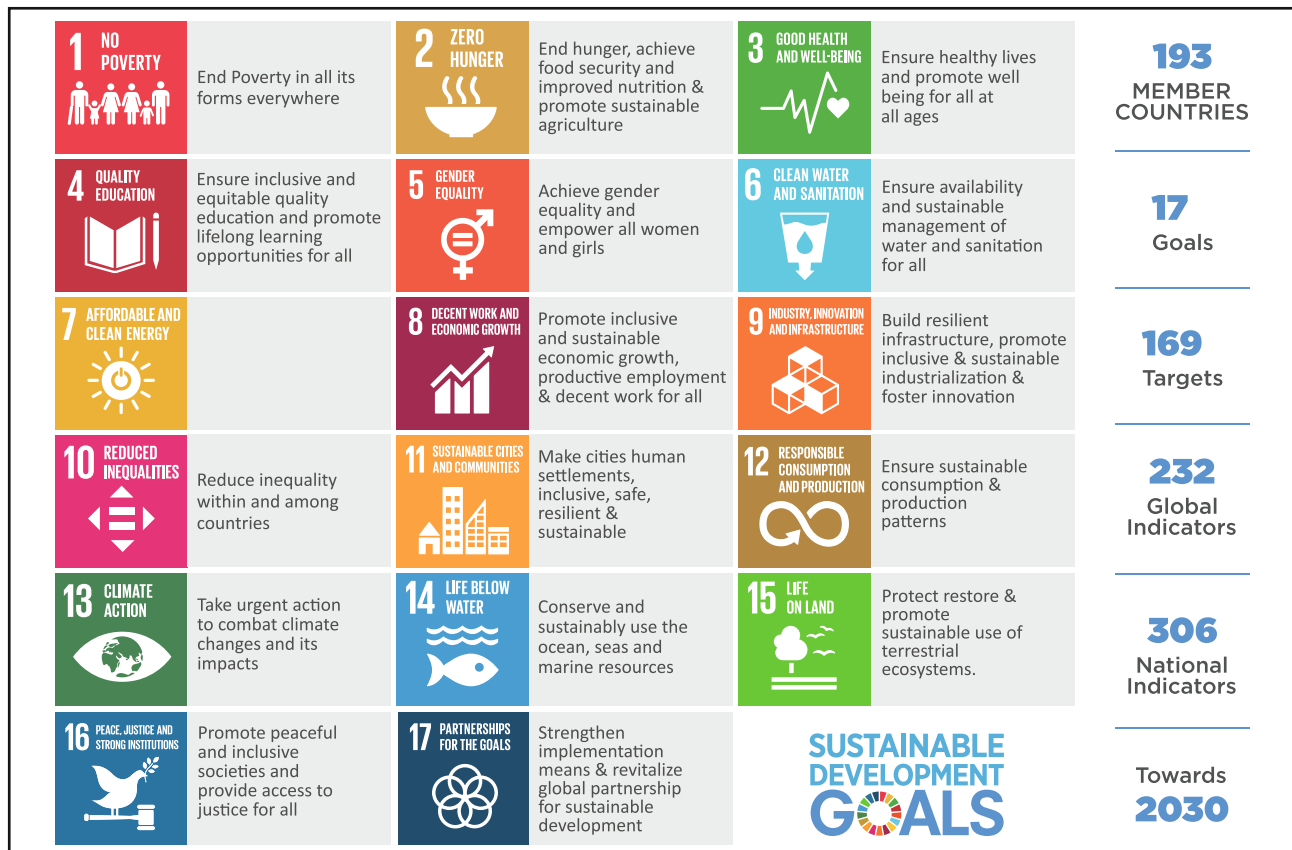 1 NO
POVERTY
End Poverty in all its
forms everywhere
2 ZERO
HUNGER
End hunger, achieve
food security and
improved nutrition &
promote sustainable
agriculture
3 GOOD HEALTH
AND WELL-BEING
Ensure healthy lives
and promote well
being for all at
all ages
4 QUALITY
EDUCATION
Ensure inclusive and
equitable quality
education and promote
lifelong learning
opportunities for all
5 GENDER
EQUALITY
Achieve gender
equality and
empower all women
and girls
6 CLEAN WATER
AND SANITATION
Ensure availability
and sustainable
management of
water and sanitation
for all
7 AFFORDABLE AND
CLEAN ENERGY
8 DECENT WORK AND
ECONOMIC GROWTH
Promote inclusive
and sustainable
economic growth,
productive employment
& decent work for all
9 INDUSTRY, INNOVATION
AND INFRASTRUCTURE
Build resilient
infrastructure, promote
inclusive & sustainable
industrialization &
foster innovation
10 REDUCED
INEQUALITIES
Reduce inequality
within and among
countries
11 SUSTAINABLE CITIES
AND COMMUNITIES
Make cities human
settlements,
inclusive, safe,
resilient &
sustainable
12 RESPONSIBLE
CONSUMPTION
AND PRODUCTION
Ensure sustainable
consumption &
production
patterns
13 CLIMATE
ACTION
Take urgent action
to combat climate
changes and its
impacts
14 LIFE BELOW
WATER
Conserve and
sustainably use the
ocean, seas and
marine resources
15 LIFE
ON LAND
Protect restore &
promote
sustainable use of
terrestrial
ecosystems.
16 PEACE, JUSTICE AND
STRONG INSTITUTIONS
Promote peaceful
and inclusive
societies and
provide access to
justice for all
17 PARTNERSHIPS
FOR THE GOALS
Strengthen
implementation
means & revitalize
global partnership
for sustainable
development
SUSTAINABLE
DEVELOPMENT
GOALS
193
MEMBER
COUNTRIES
17
Goals
169
Targets
232
Global
Indicators
306
National
Indicators
Towards
2030